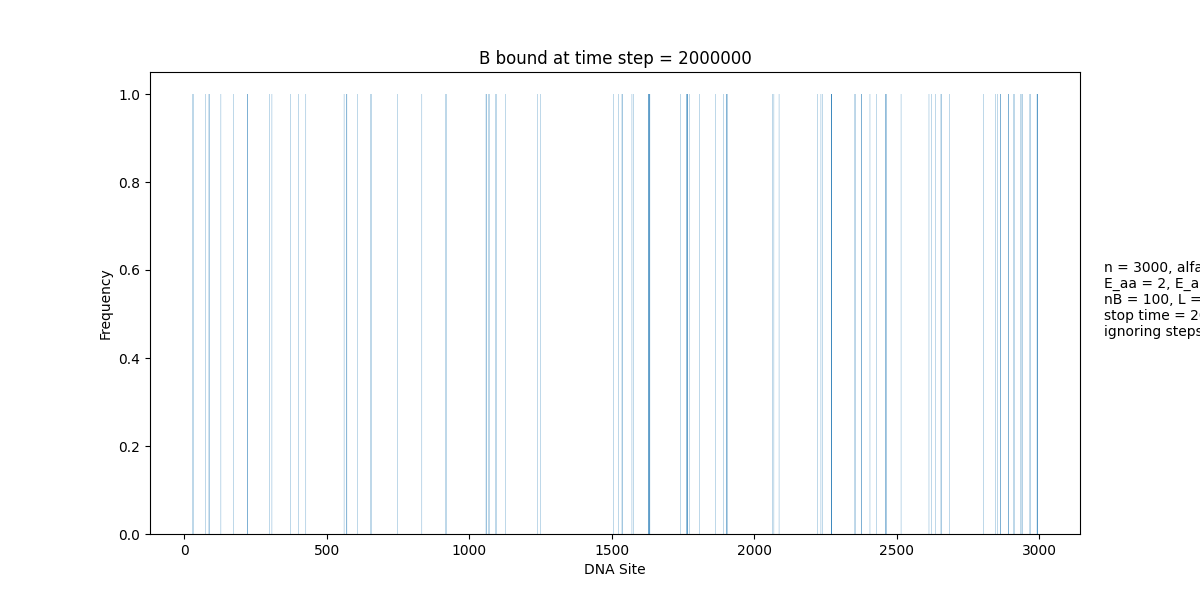 B bound at time step = 2000000
1.0
0.8
0.6
0.4
0.2
0.0
Frequency
0 500 1000 1500 2000 2500 3000
DNA Site
n = 3000, alfa
E_aa = 2, E_a
nB = 100, L =
stop time = 2
ignoring steps